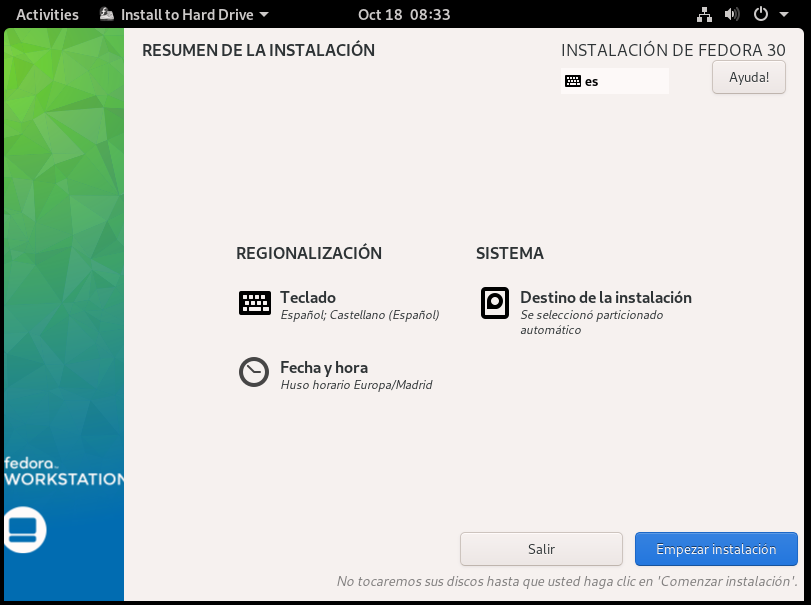 Activities Install to Hard Drive Oct 18 08:33
RESUMEN DE LA INSTALACIÓN
INSTALACIÓN DE FEDORA 30
es
Ayuda!
REGIONALIZACIÓN
Teclado
Español; Castellano (Español)
Fecha y hora
Huso horario Europa/Madrid
SISTEMA
Destino de la instalación
Se seleccionó particionado
automático
fedora™
WORKSTATION
Salir
Empezar instalación
No tocaremos sus discos hasta que usted haga clic en 'Comenzar instalación'.